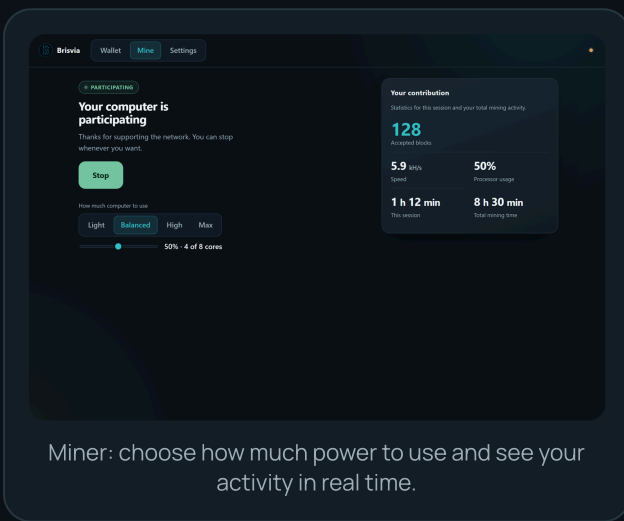 Brisvia
Wallet
Mine
Settings
PARTICIPATING
Your computer is
participating
Thanks for supporting the network. You can stop
whenever you want.
Stop
How much computer to use
Light
Balanced
High
Max
50% · 4 of 8 cores
Your contribution
Statistics for this session and your total mining activity.
128
Accepted blocks
5.9 kH/s
Speed
50%
Processor usage
1 h 12 min
This session
8 h 30 min
Total mining time
Miner: choose how much power to use and see your
activity in real time.